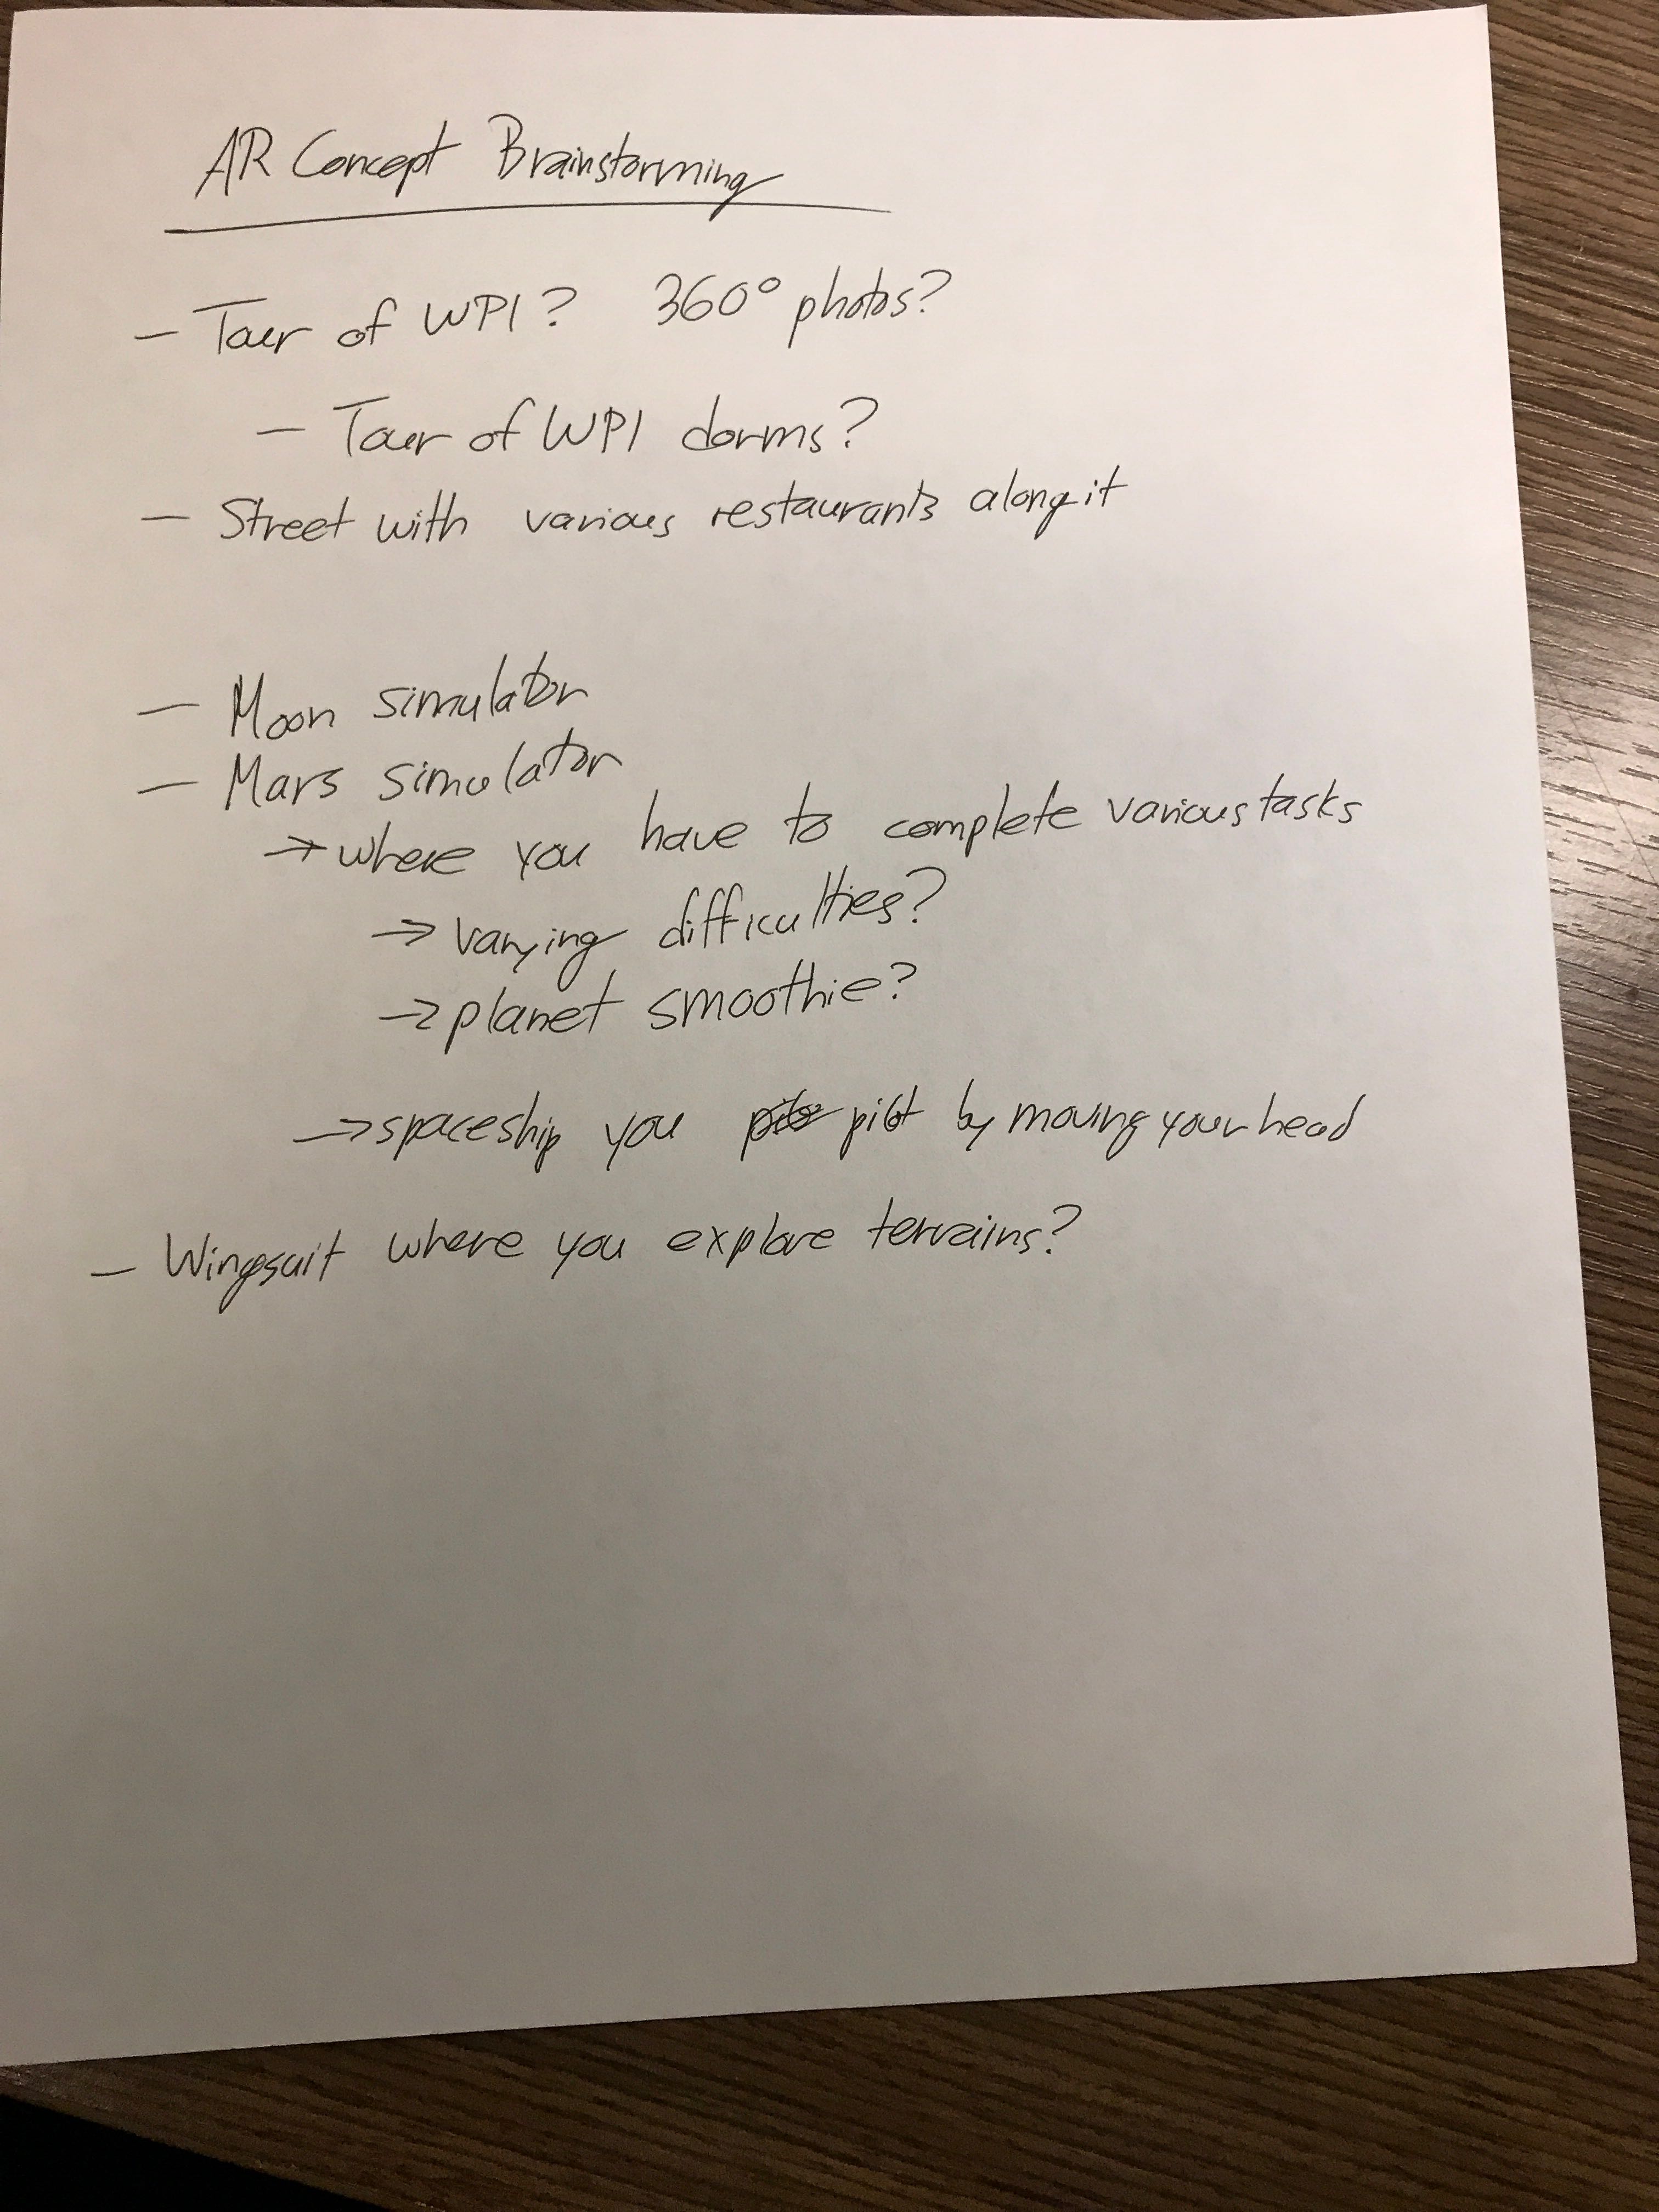 AR Concept Brainstorming
- Tour of WPI? 360° photos?
- Tour of WPI dorms?
- Street with various restaurants along it
- Moon simulator
- Mars simulator
→ where you have to complete various tasks
→ varying difficulties?
→ planet smoothie?
→ spaceship you pilot by moving your head
- Wingsuit where you explore terrains?